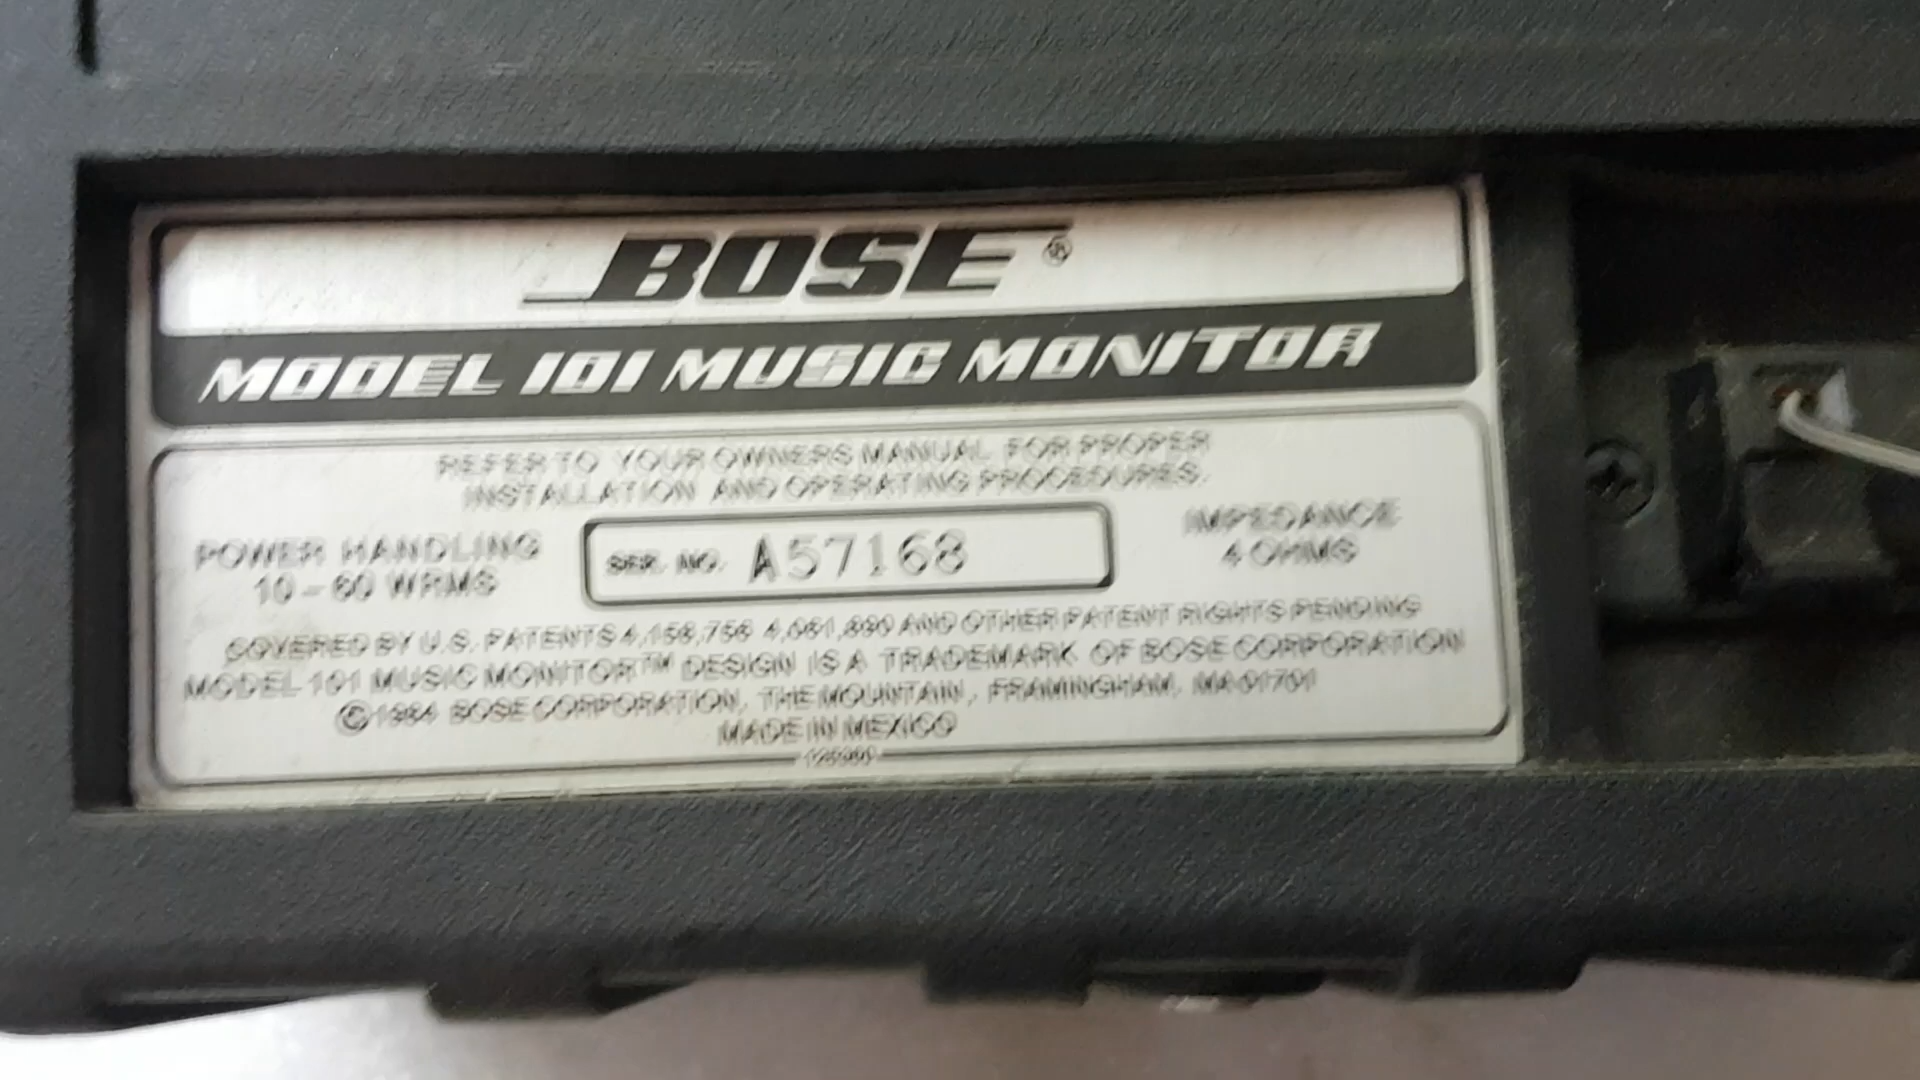 BOSE®
MODEL 101 MUSIC MONITOR
REFER TO YOUR OWNERS MANUAL FOR PROPER
INSTALLATION AND OPERATING PROCEDURES.
POWER HANDLING
10 - 60 WRMS
SER. NO. A57168
IMPEDANCE
4 OHMS
COVERED BY U.S. PATENTS 4,158,756 4,061,890 AND OTHER PATENT RIGHTS PENDING
MODEL 101 MUSIC MONITOR™ DESIGN IS A TRADEMARK OF BOSE CORPORATION
©1984 BOSE CORPORATION, THE MOUNTAIN, FRAMINGHAM, MA 01701
MADE IN MEXICO